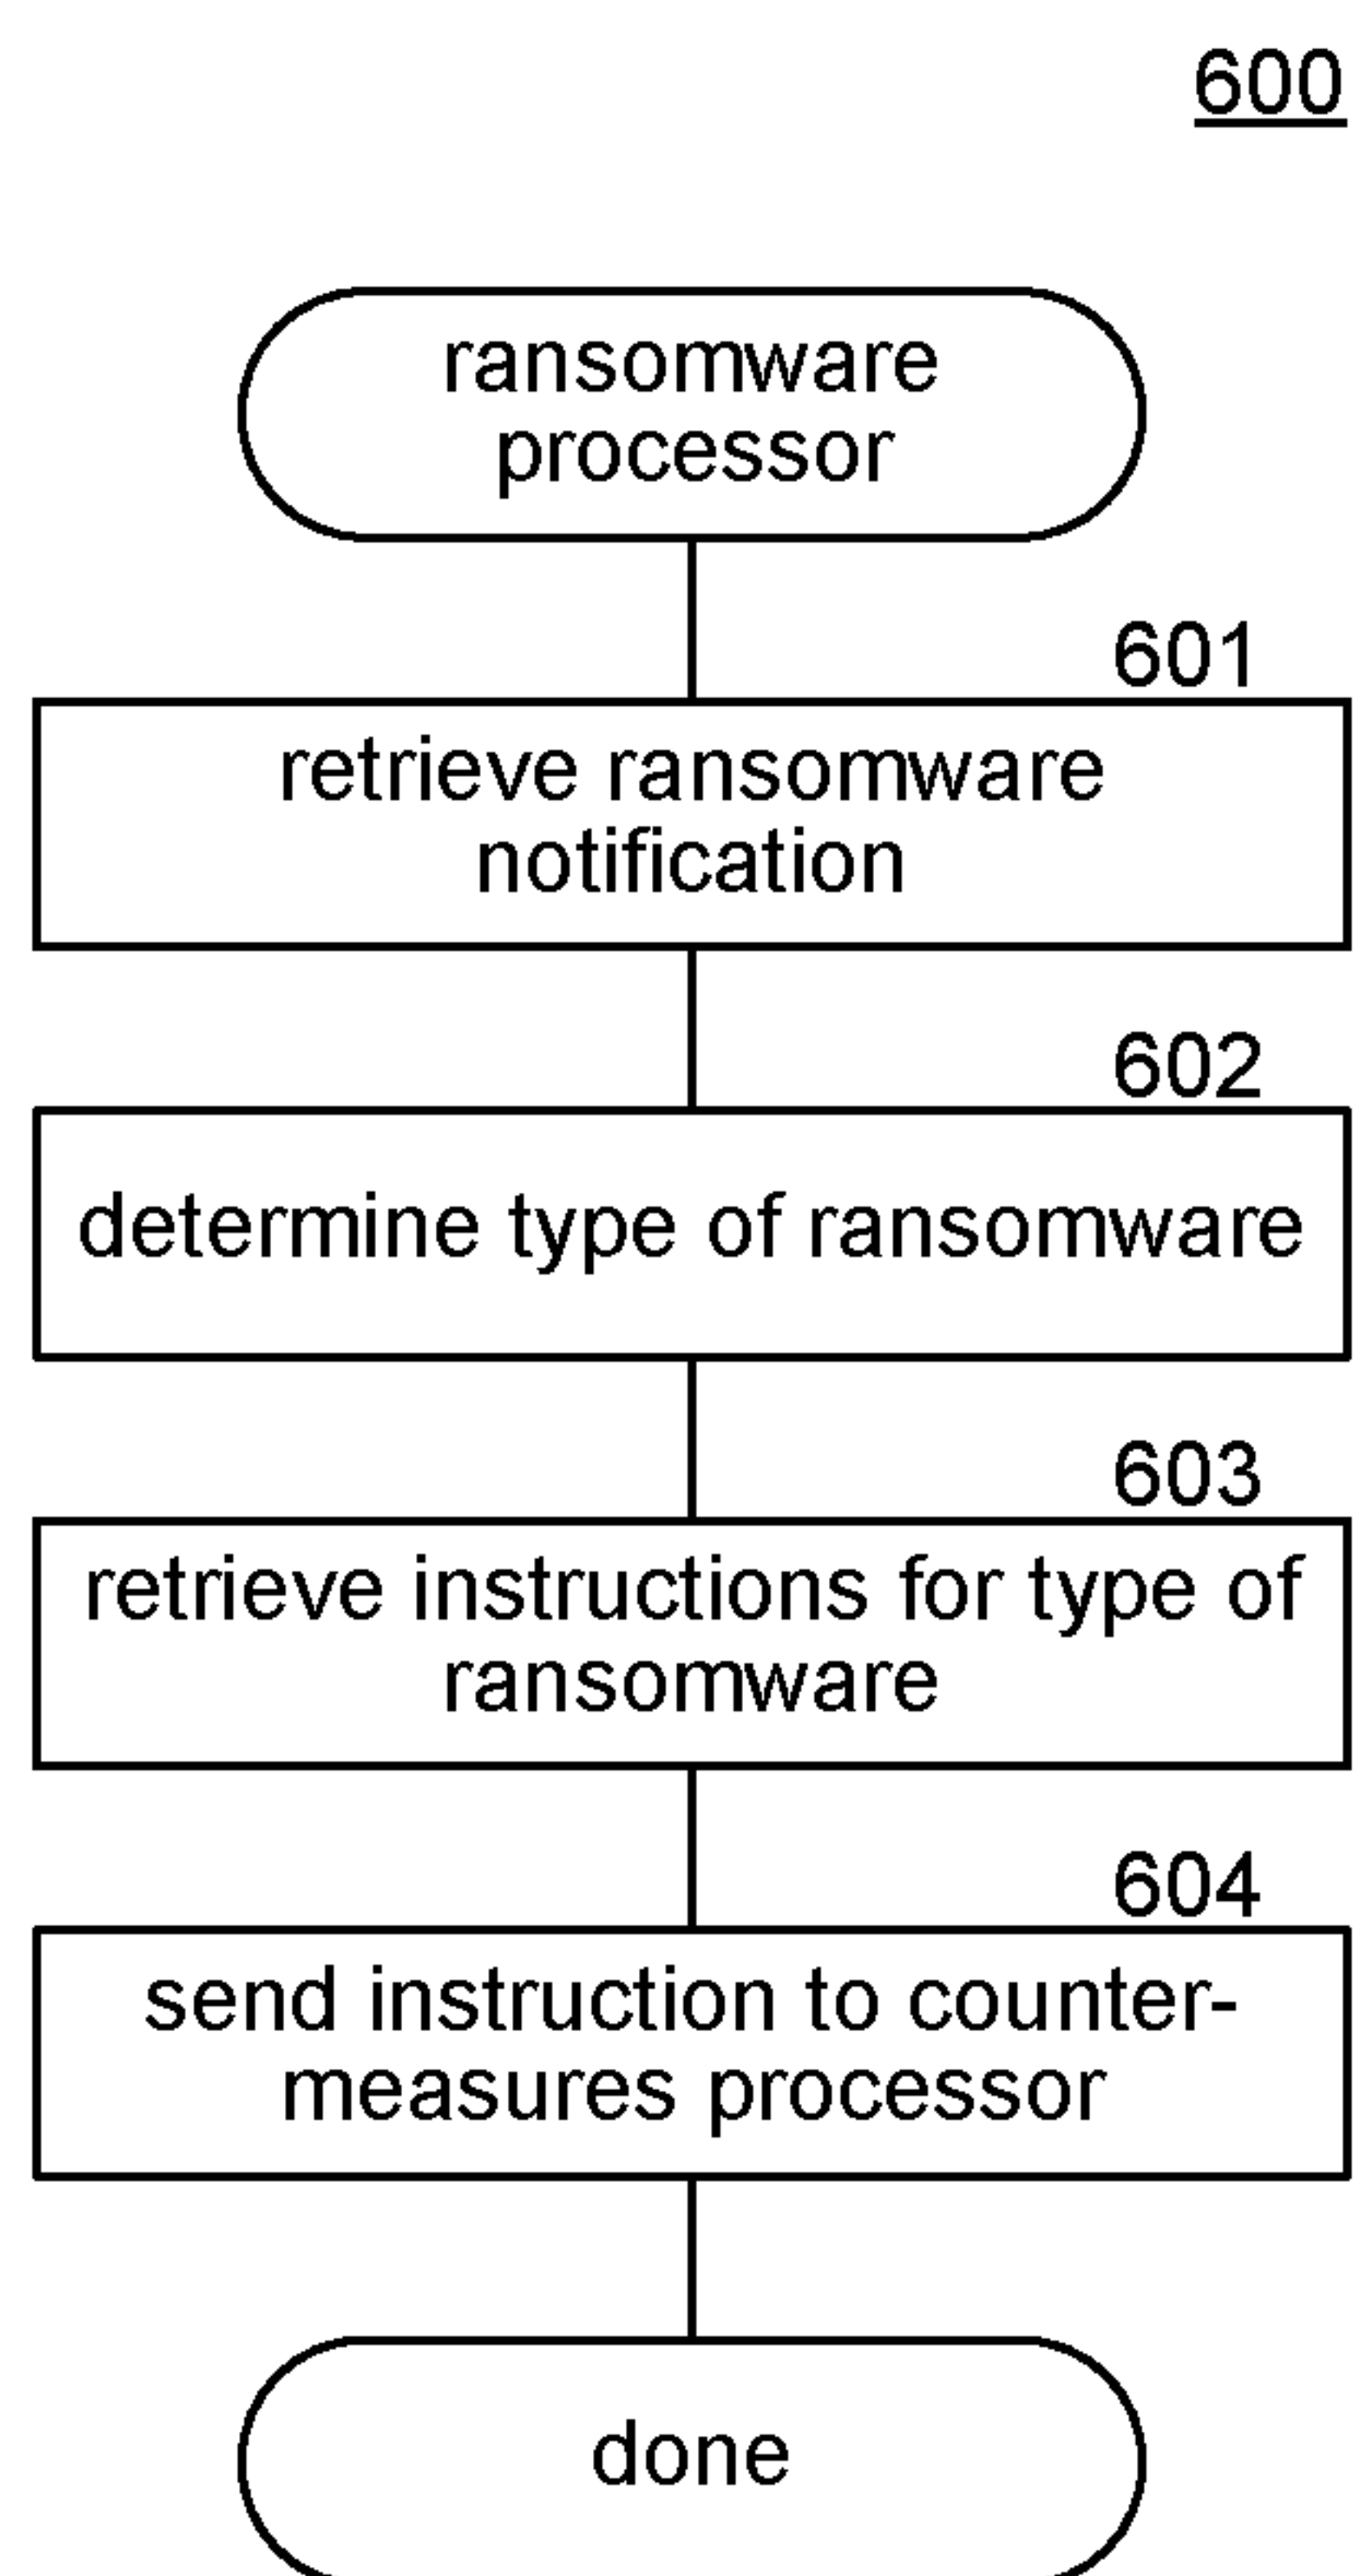 600
ransomware
processor
601
retrieve ransomware
notification
602
determine type of ransomware
603
retrieve instructions for type of
ransomware
604
send instruction to counter-
measures processor
done